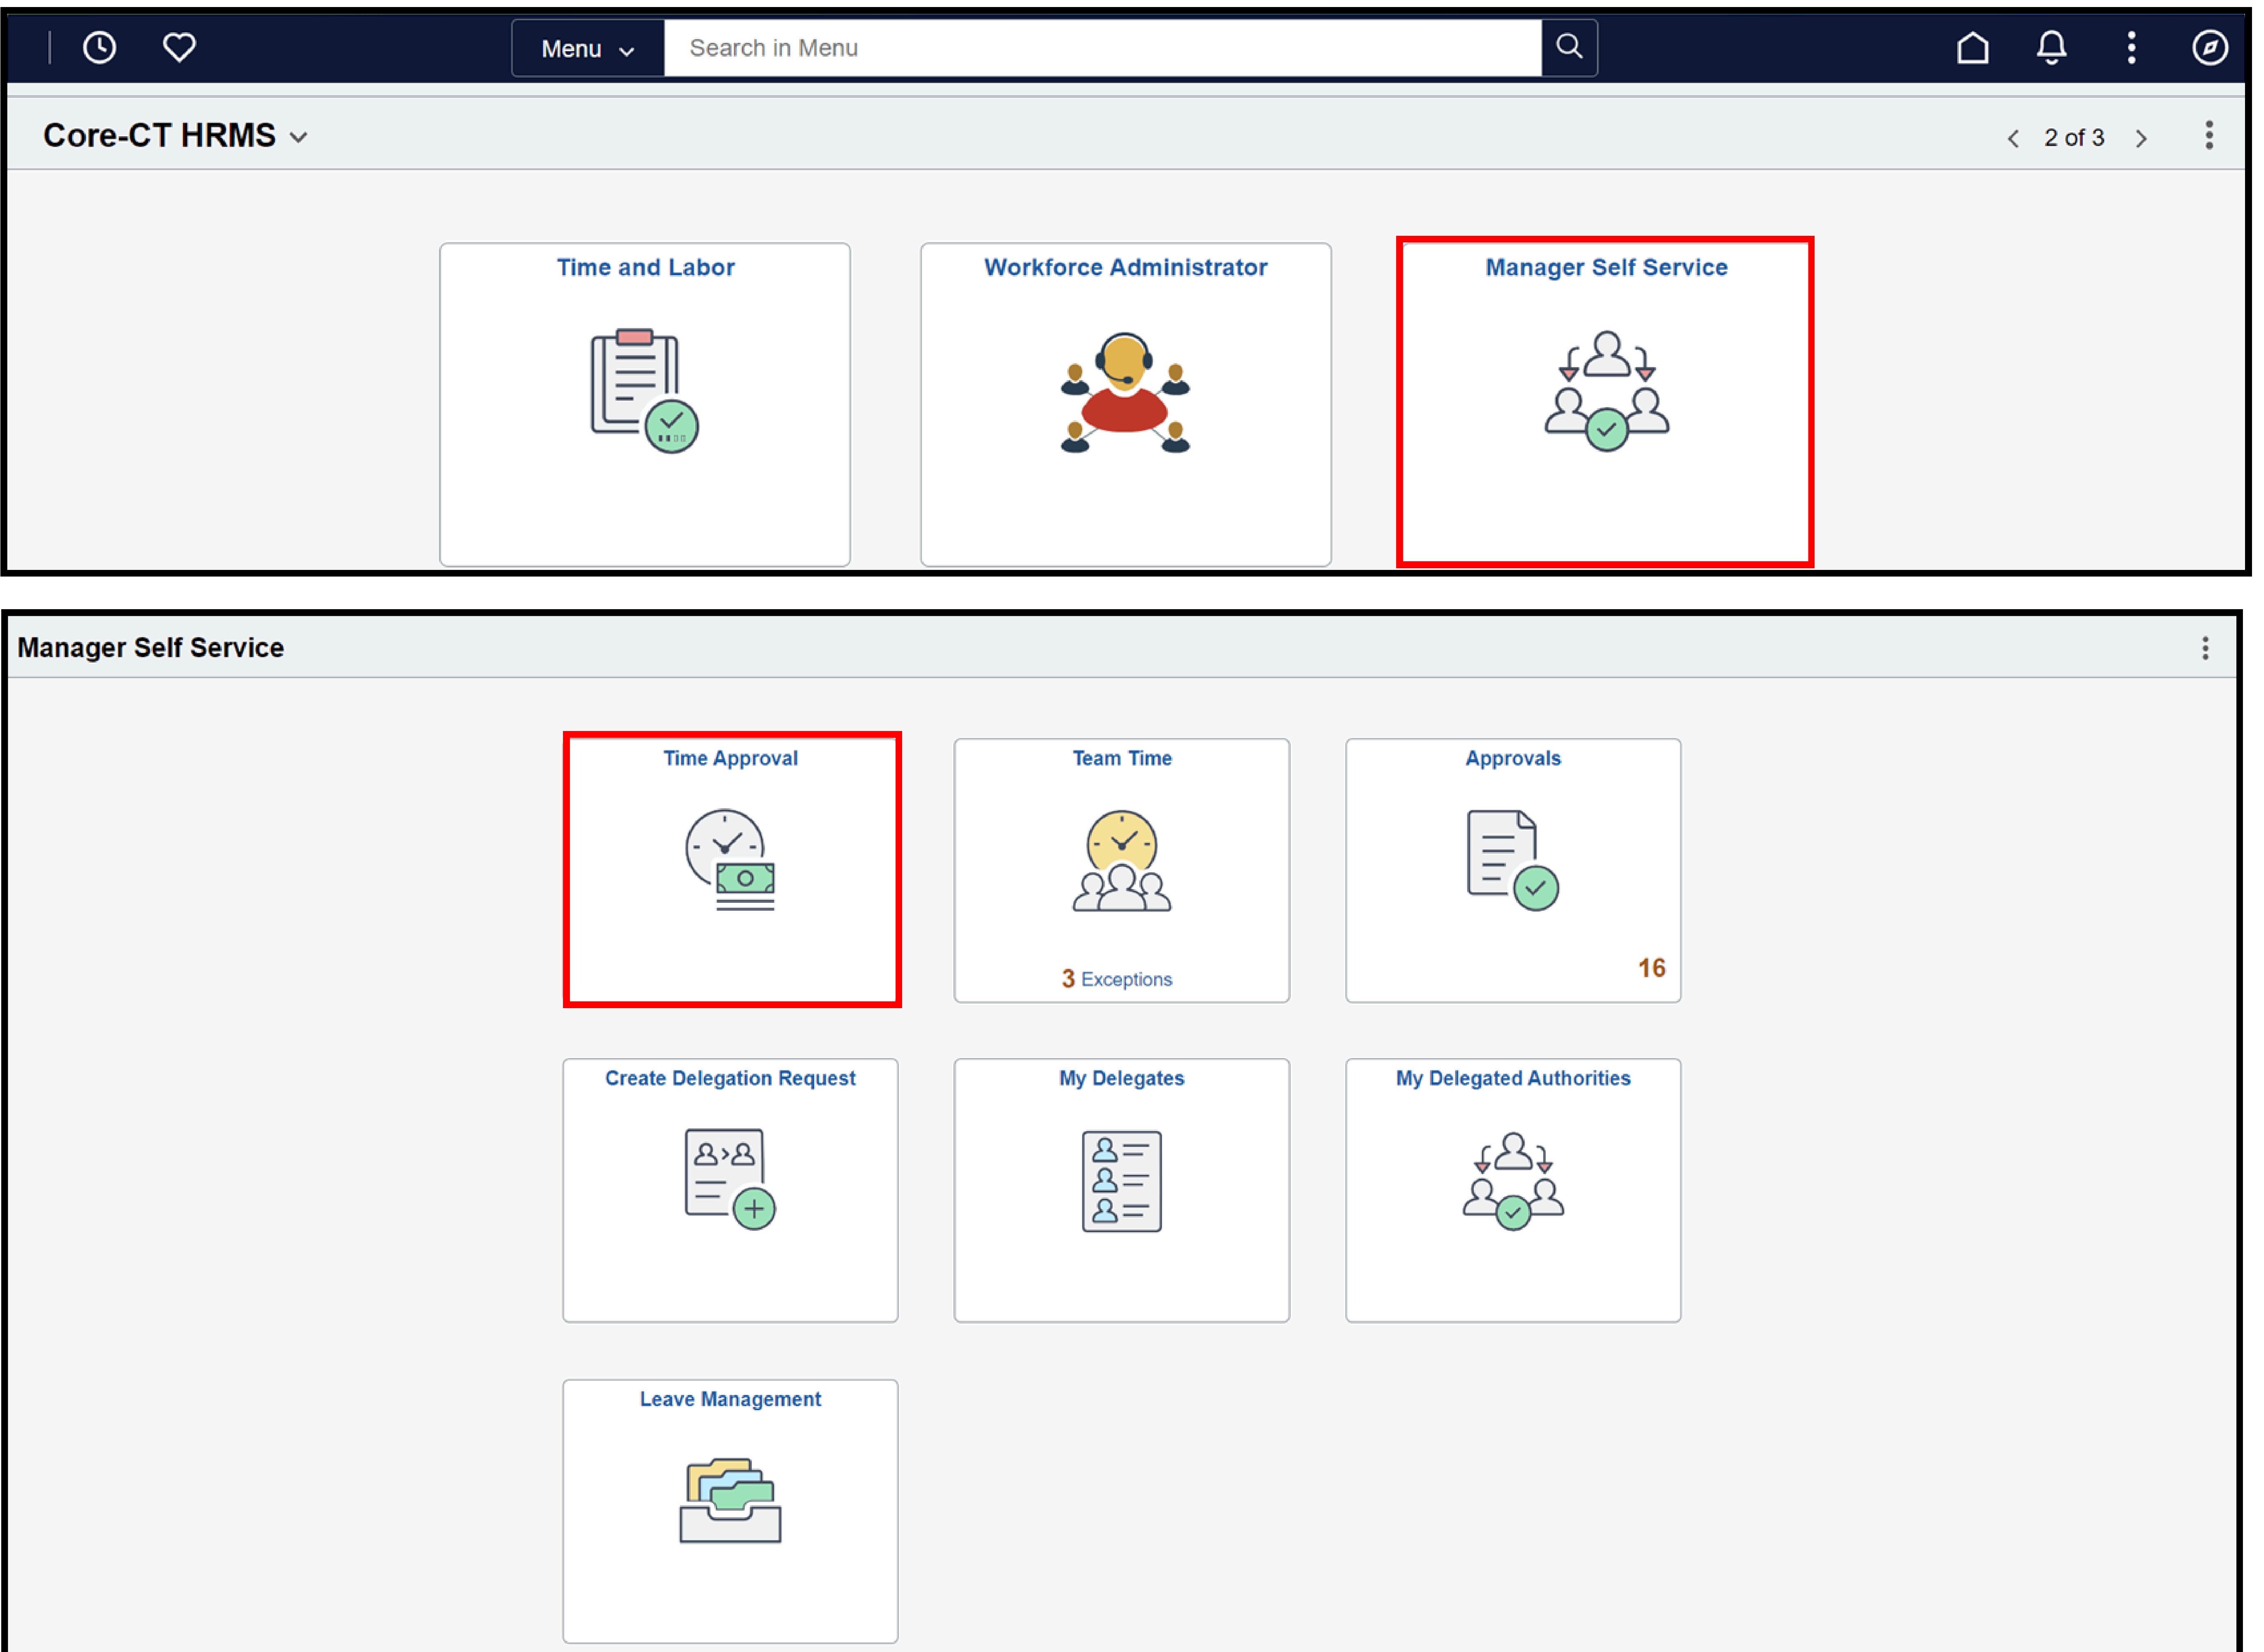 Menu
Search in Menu
Core-CT HRMS
2 of 3
Time and Labor
Workforce Administrator
Manager Self Service
Manager Self Service
Time Approval
Team Time
Approvals
3 Exceptions
16
Create Delegation Request
My Delegates
My Delegated Authorities
Leave Management